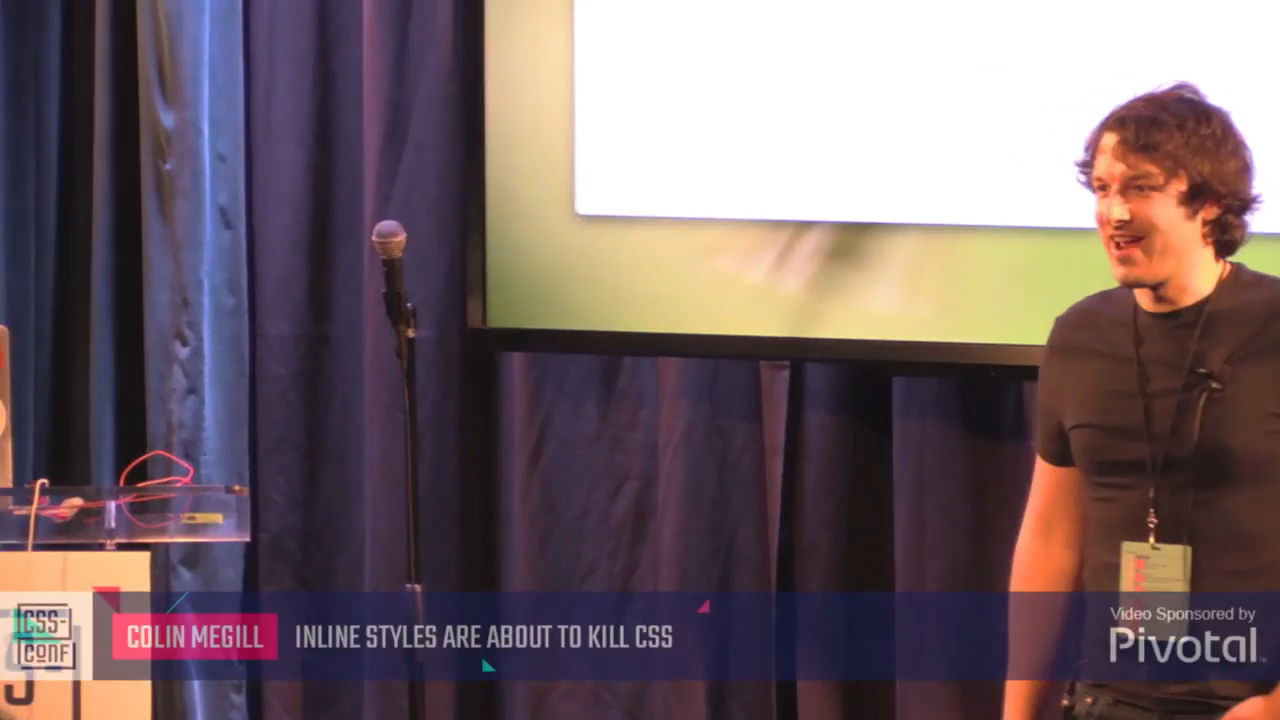 CSS-
CONF
COLIN MEGILL
INLINE STYLES ARE ABOUT TO KILL CSS
Video Sponsored by
Pivotal